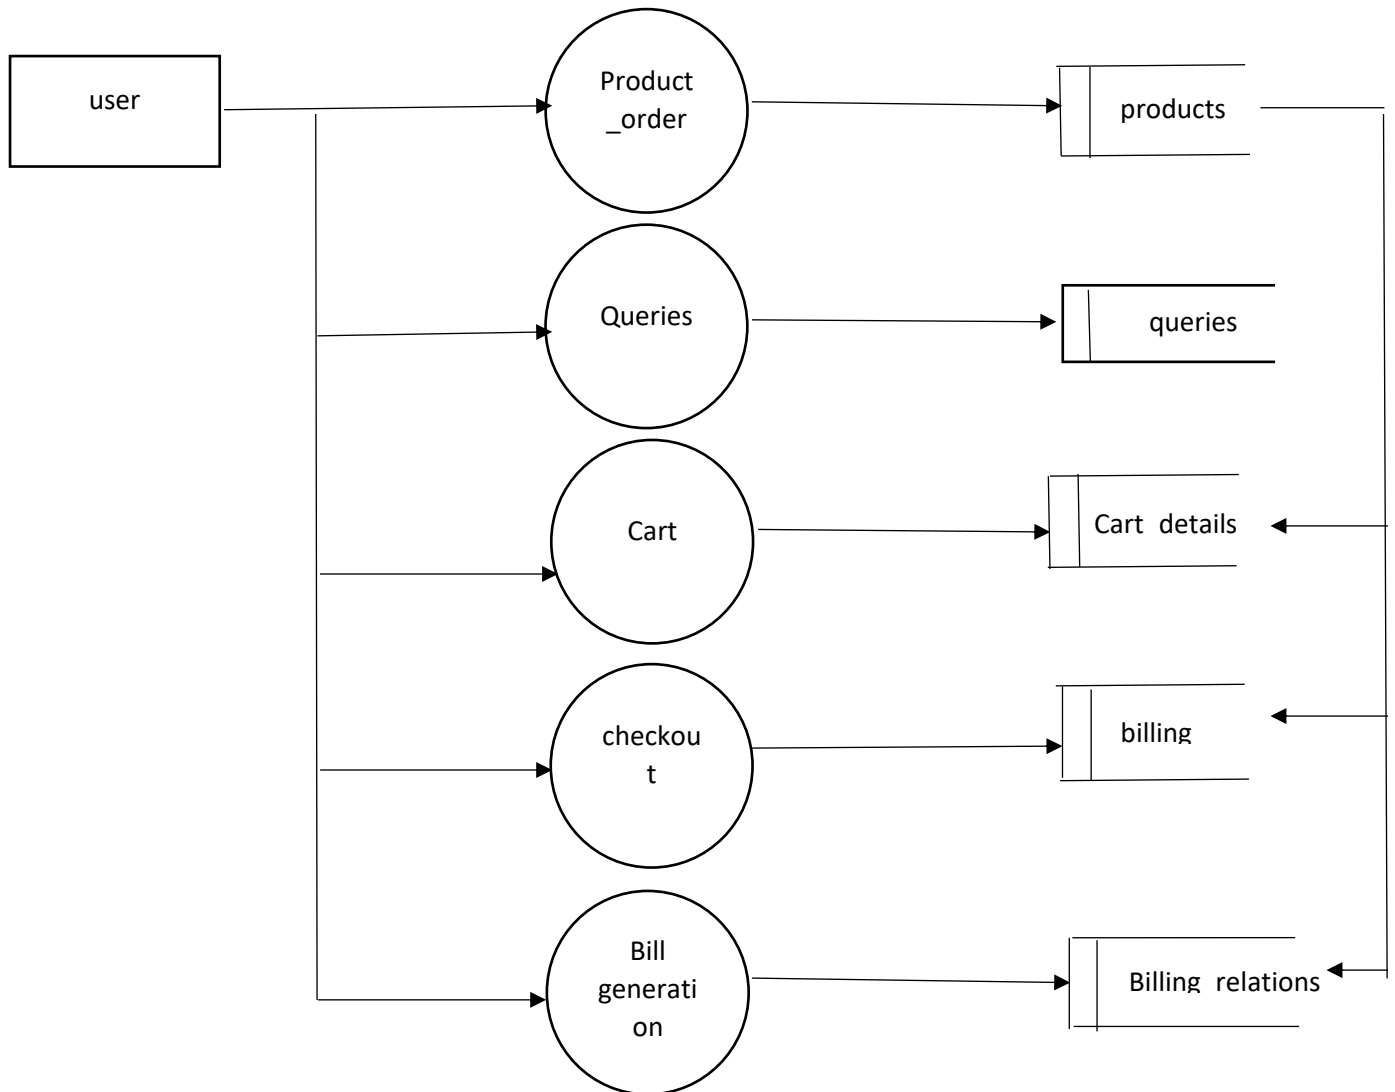 user
Product
_order
products
Queries
queries
Cart
Cart details
checkou
t
billing
Bill
generati
on
Billing relations